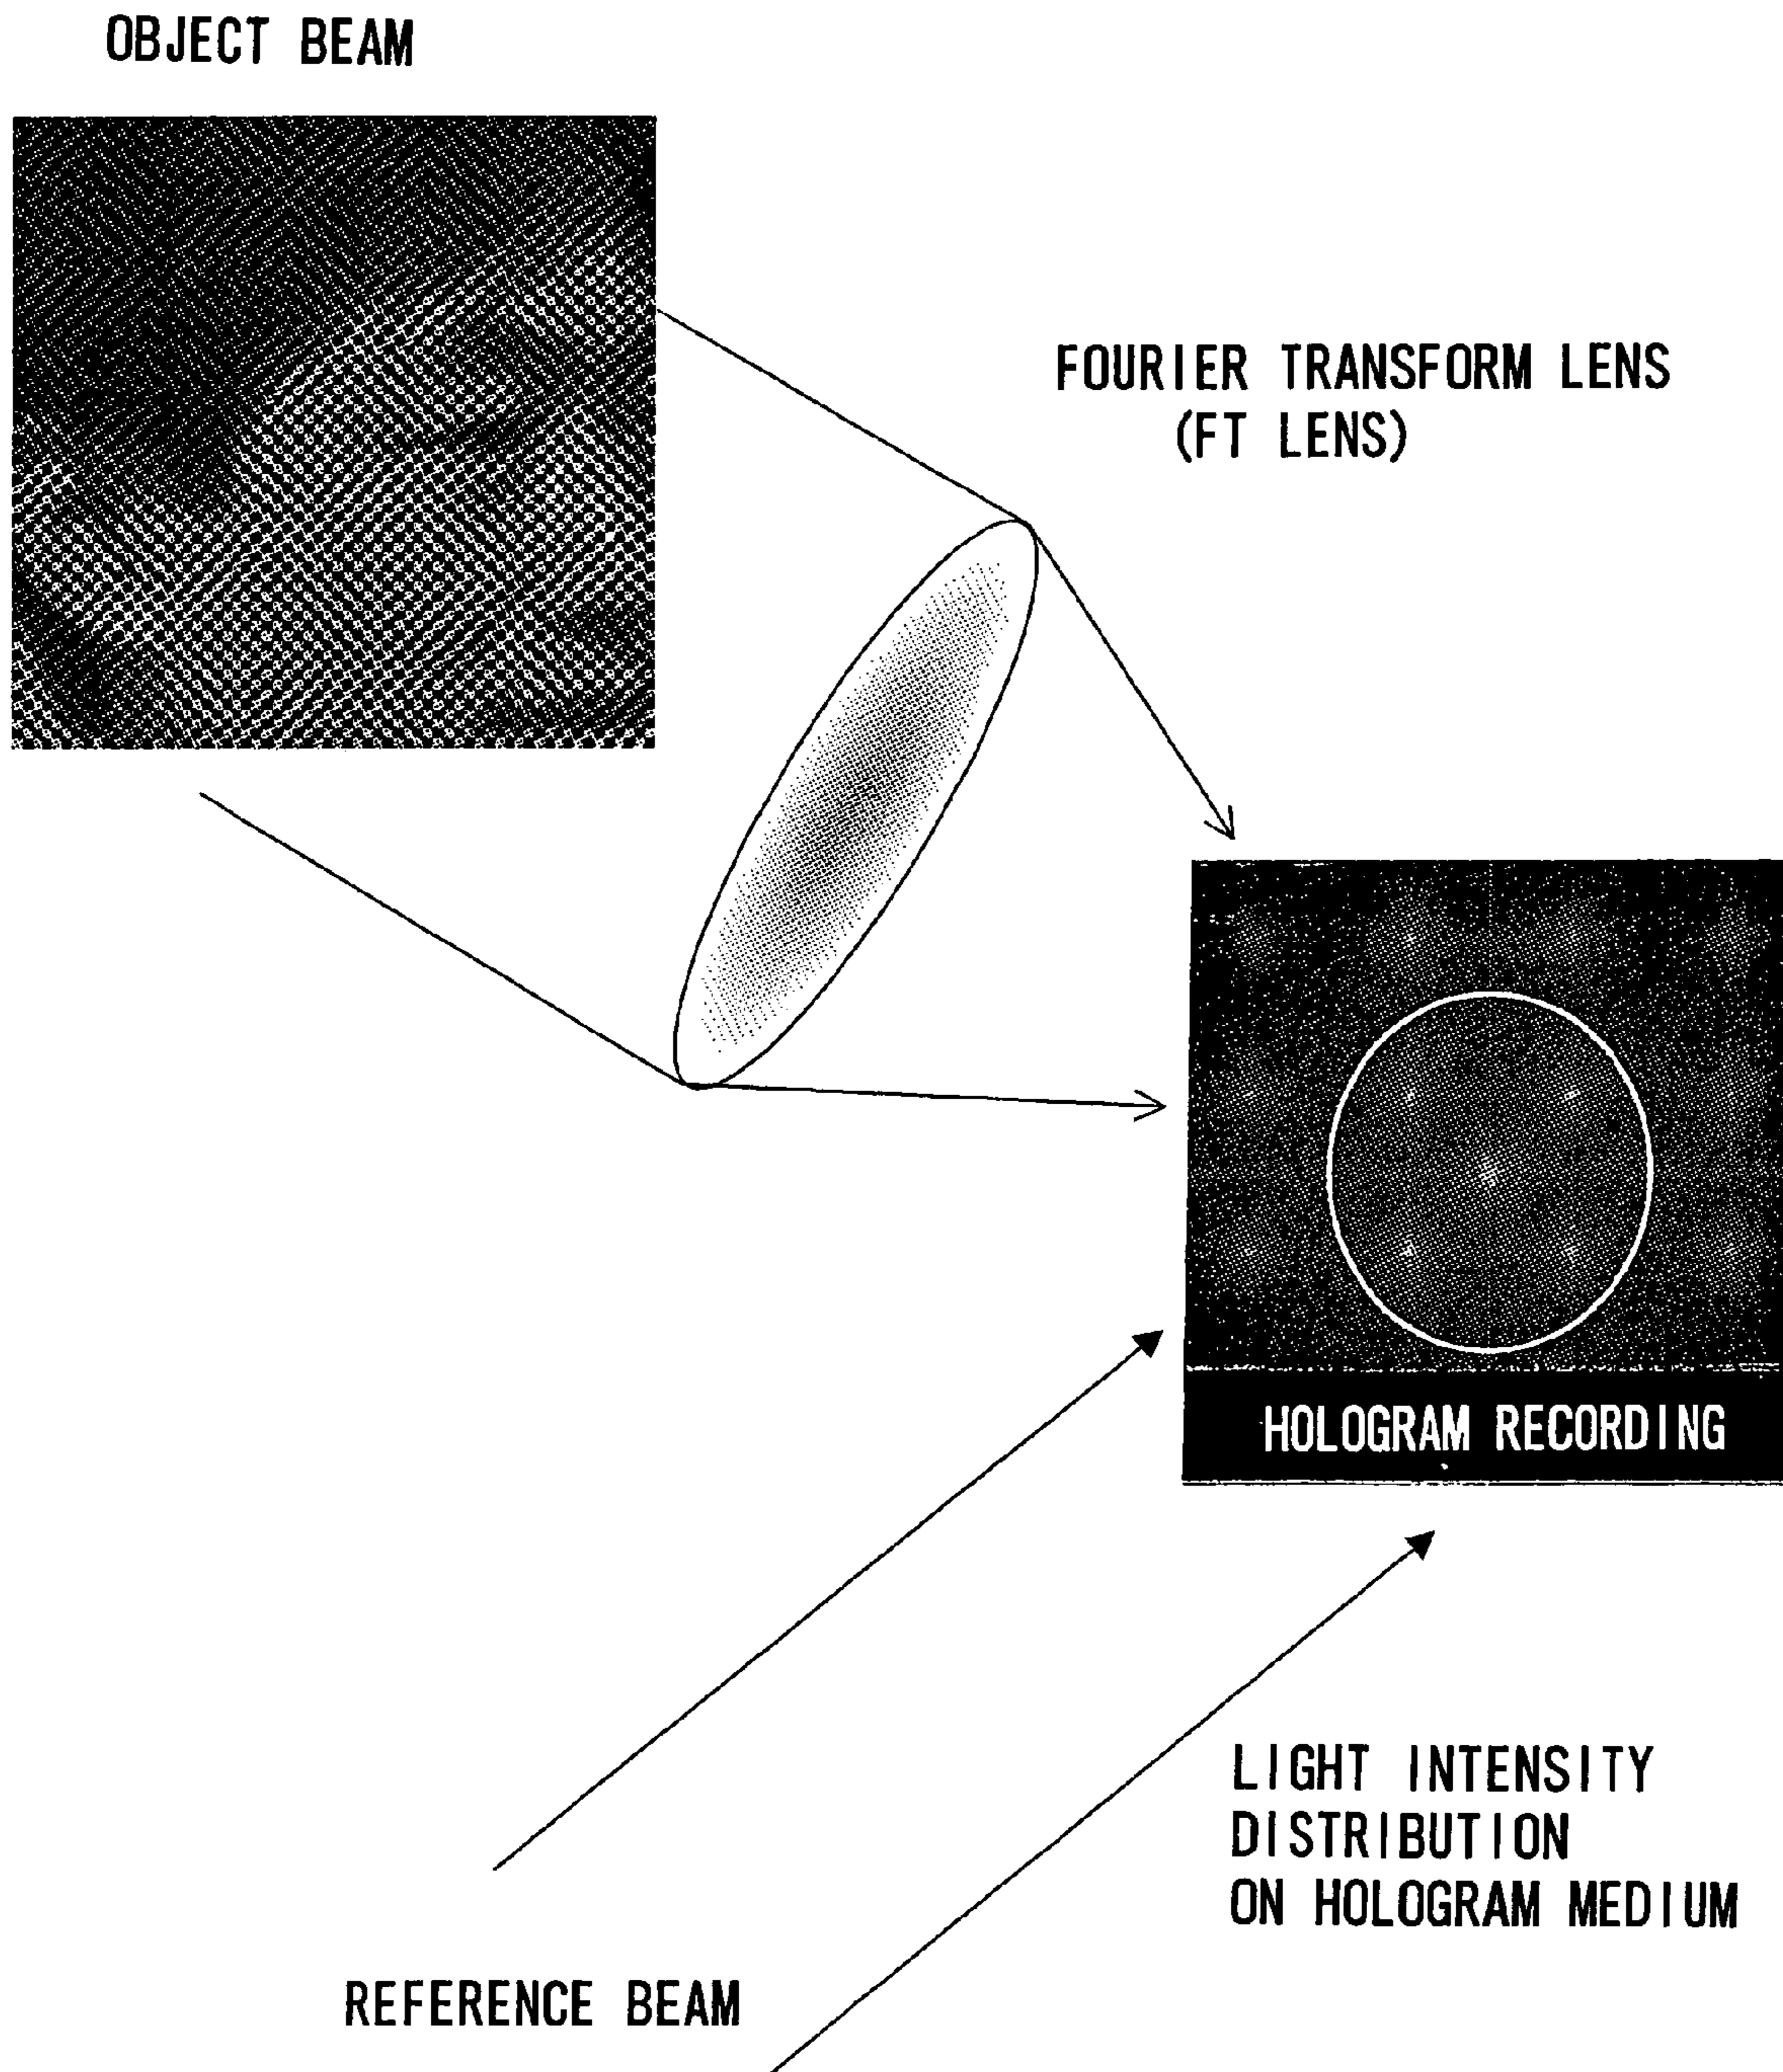 OBJECT BEAM
FOURIER TRANSFORM LENS
(FT LENS)
HOLOGRAM RECORDING
LIGHT INTENSITY
DISTRIBUTION
ON HOLOGRAM MEDIUM
REFERENCE BEAM